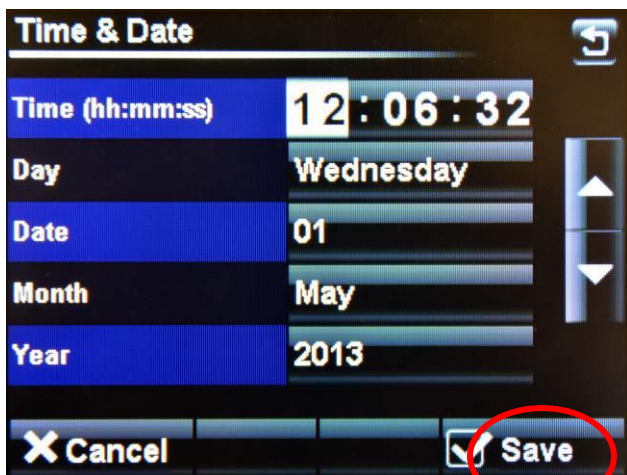 Time & Date
Time (hh:mm:ss) 12:06:32
Day Wednesday
Date 01
Month May
Year 2013
Cancel Save